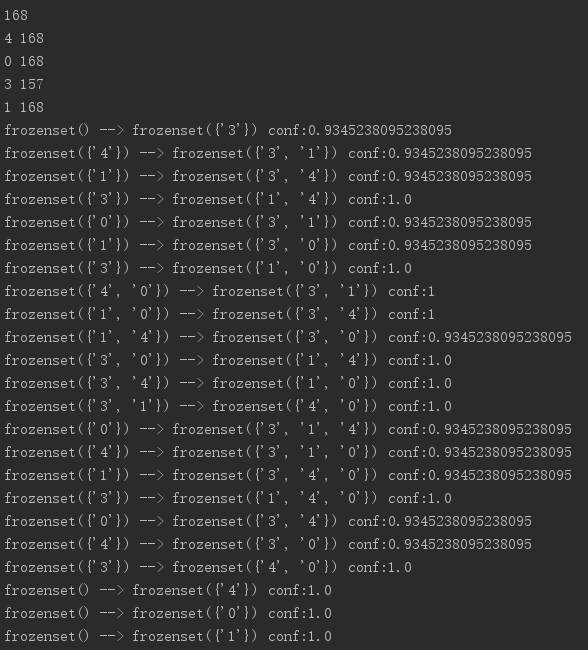 168
4 168
0 168
3 157
1 168
frozenset() --> frozenset({'3'}) conf:0.9345238095238095
frozenset({'4'}) --> frozenset({'3', '1'}) conf:0.9345238095238095
frozenset({'1'}) --> frozenset({'3', '4'}) conf:0.9345238095238095
frozenset({'3'}) --> frozenset({'1', '4'}) conf:1.0
frozenset({'0'}) --> frozenset({'3', '1'}) conf:0.9345238095238095
frozenset({'1'}) --> frozenset({'3', '0'}) conf:0.9345238095238095
frozenset({'3'}) --> frozenset({'1', '0'}) conf:1.0
frozenset({'4', '0'}) --> frozenset({'3', '1'}) conf:1
frozenset({'1', '0'}) --> frozenset({'3', '4'}) conf:1
frozenset({'1', '4'}) --> frozenset({'3', '0'}) conf:0.9345238095238095
frozenset({'3', '0'}) --> frozenset({'1', '4'}) conf:1.0
frozenset({'3', '4'}) --> frozenset({'1', '0'}) conf:1.0
frozenset({'3', '1'}) --> frozenset({'4', '0'}) conf:1.0
frozenset({'0'}) --> frozenset({'3', '1', '4'}) conf:0.9345238095238095
frozenset({'4'}) --> frozenset({'3', '1', '0'}) conf:0.9345238095238095
frozenset({'1'}) --> frozenset({'3', '4', '0'}) conf:0.9345238095238095
frozenset({'3'}) --> frozenset({'1', '4', '0'}) conf:1.0
frozenset({'0'}) --> frozenset({'3', '4'}) conf:0.9345238095238095
frozenset({'4'}) --> frozenset({'3', '0'}) conf:0.9345238095238095
frozenset({'3'}) --> frozenset({'4', '0'}) conf:1.0
frozenset() --> frozenset({'4'}) conf:1.0
frozenset() --> frozenset({'0'}) conf:1.0
frozenset() --> frozenset({'1'}) conf:1.0